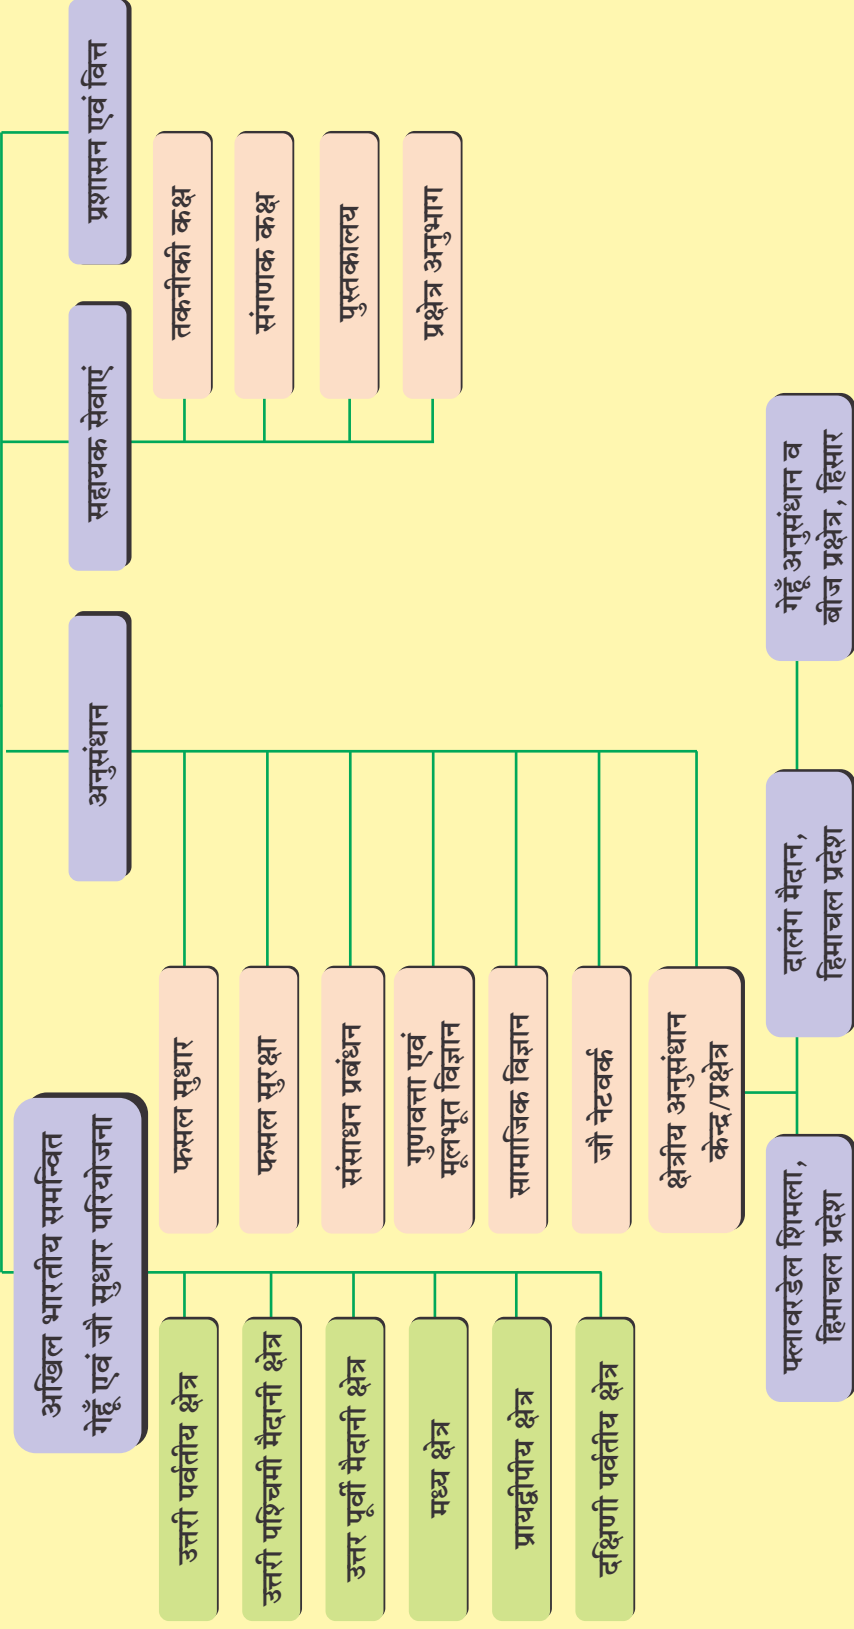 अखिल भारतीय समन्वित
गेहूँ एवं जौ सुधार परियोजना
उत्तरी पर्वतीय क्षेत्र
उत्तरी पश्चिमी मैदानी क्षेत्र
उत्तर पूर्वी मैदानी क्षेत्र
मध्य क्षेत्र
प्रायद्वीपीय क्षेत्र
दक्षिणी पर्वतीय क्षेत्र
अनुसंधान
फसल सुधार
फसल सुरक्षा
संसाधन प्रबंधन
गुणवत्ता एवं
मूलभूत विज्ञान
सामाजिक विज्ञान
जौ नेटवर्क
क्षेत्रीय अनुसंधान
केन्द्र/प्रक्षेत्र
फ्लावरडेल शिमला,
हिमाचल प्रदेश
दालंग मैदान,
हिमाचल प्रदेश
गेहूँ अनुसंधान व
बीज प्रक्षेत्र, हिसार
सहायक सेवाएं
तकनीकी कक्ष
संगणक कक्ष
पुस्तकालय
प्रक्षेत्र अनुभाग
प्रशासन एवं वित्त